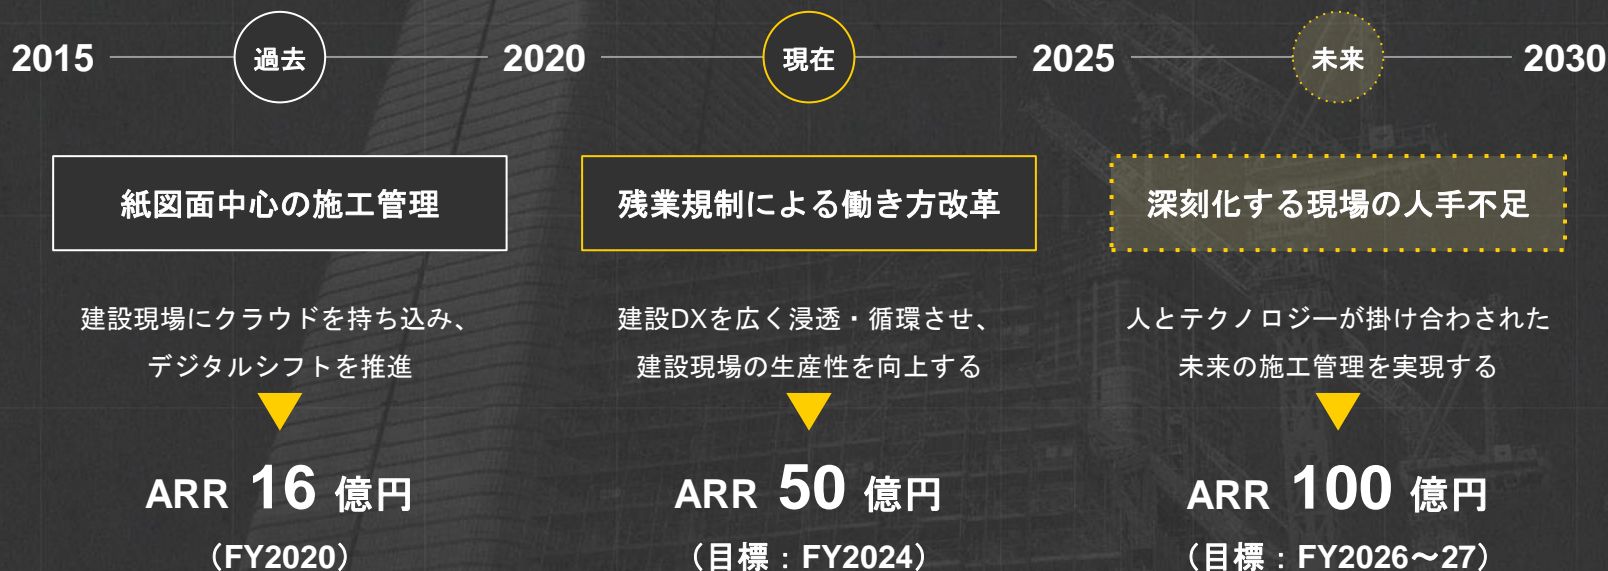 2015 過去 2020 現在 2025 未来 2030
紙図面中心の施工管理
建設現場にクラウドを持ち込み、
デジタルシフトを推進
ARR 16 億円
（FY2020）
残業規制による働き方改革
建設DXを広く浸透・循環させ、
建設現場の生産性を向上する
ARR 50 億円
（目標：FY2024）
深刻化する現場の人手不足
人とテクノロジーが掛け合わされた
未来の施工管理を実現する
ARR 100 億円
（目標：FY2026〜27）